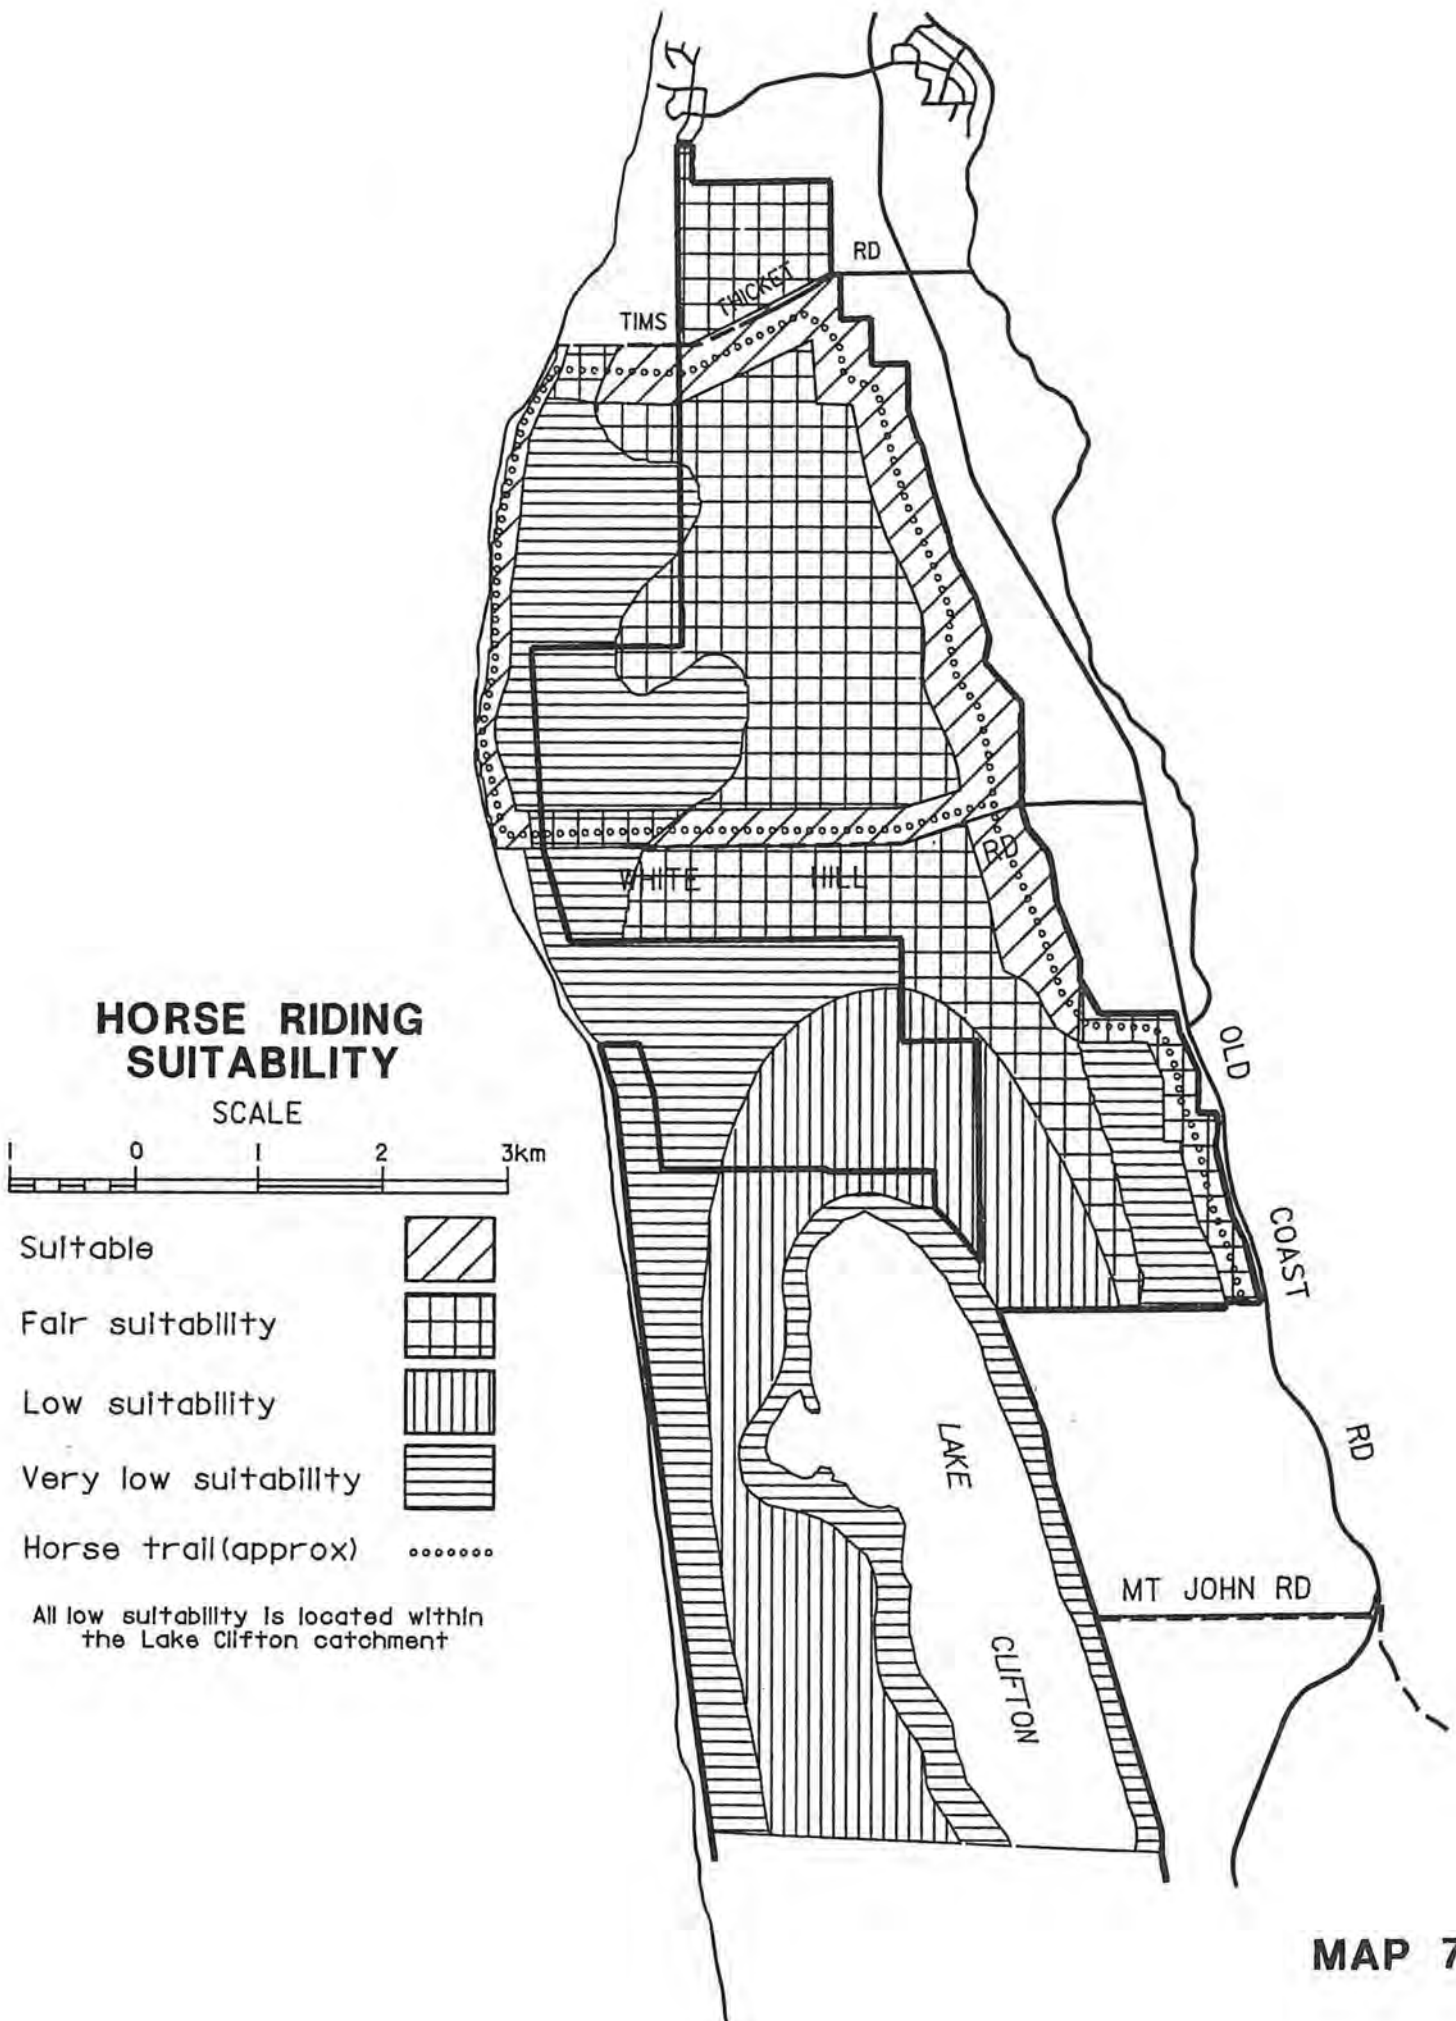 RD
THICKET
TIMS
RD
WHITE HILL
HORSE RIDING
SUITABILITY
SCALE
1 0 1 2 3km
Suitable
Fair suitability
Low suitability
Very low suitability
Horse trail(approx)
All low suitability is located within
the Lake Clifton catchment
OLD
COAST
RD
LAKE
CLIFTON
MT JOHN RD
MAP 7